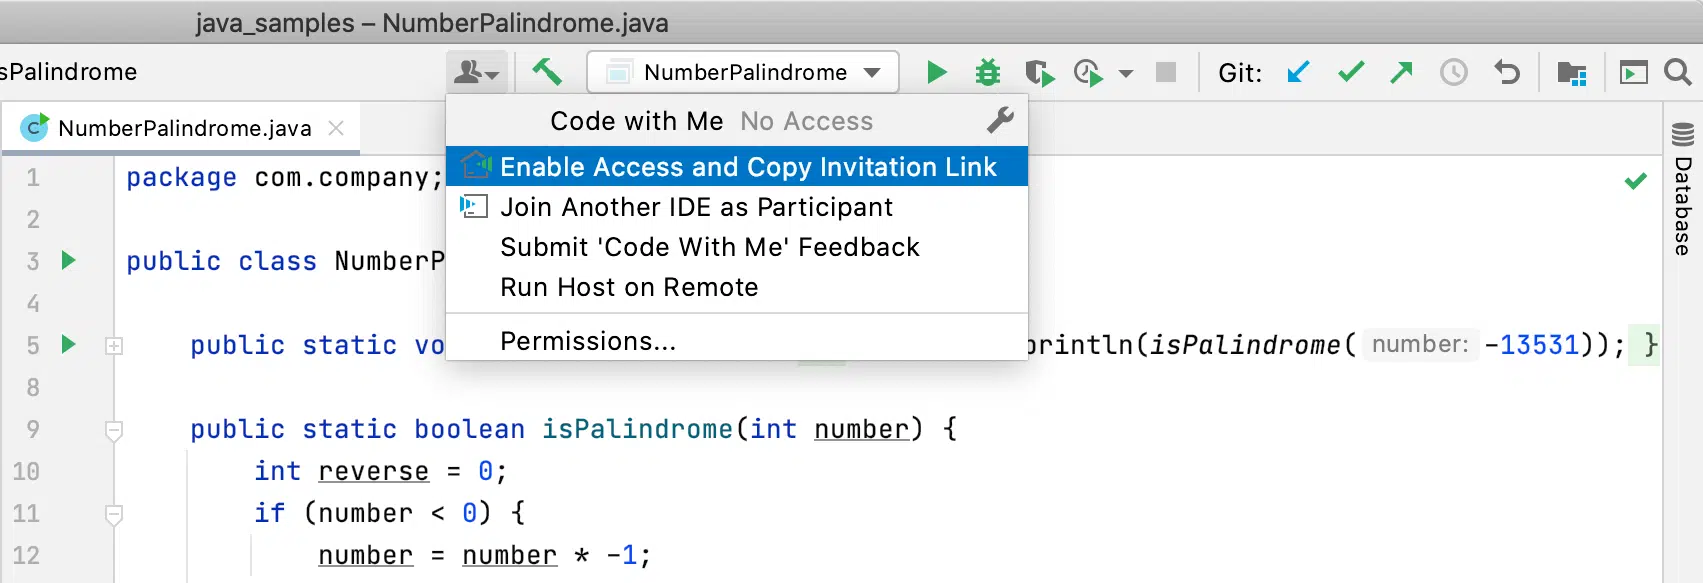 java_samples – NumberPalindrome.java
sPalindrome
NumberPalindrome
Git:
NumberPalindrome.java
Code with Me No Access
Enable Access and Copy Invitation Link
Join Another IDE as Participant
Submit 'Code With Me' Feedback
Run Host on Remote
Permissions...
Database
1 package com.company;
2
3 public class NumberP
4
5 public static vo println(isPalindrome( number: -13531)); }
8
9 public static boolean isPalindrome(int number) {
10 int reverse = 0;
11 if (number < 0) {
12 number = number * -1;